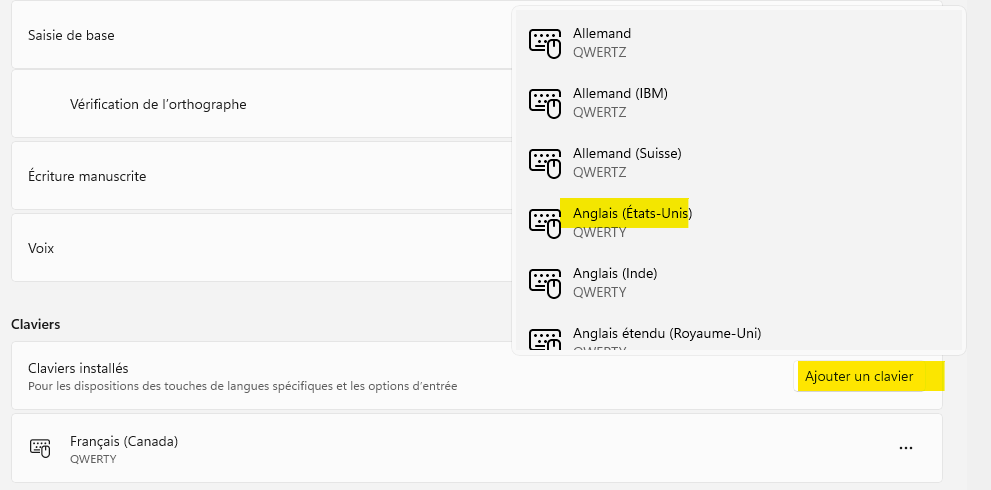 Saisie de base
Vérification de l'orthographe
Écriture manuscrite
Voix
Allemand
QWERTZ
Allemand (IBM)
QWERTZ
Allemand (Suisse)
QWERTZ
Anglais (États-Unis)
QWERTY
Anglais (Inde)
QWERTY
Anglais étendu (Royaume-Uni)
QWERTY
Claviers
Claviers installés
Pour les dispositions des touches de langues spécifiques et les options d'entrée
Ajouter un clavier
Français (Canada)
QWERTY